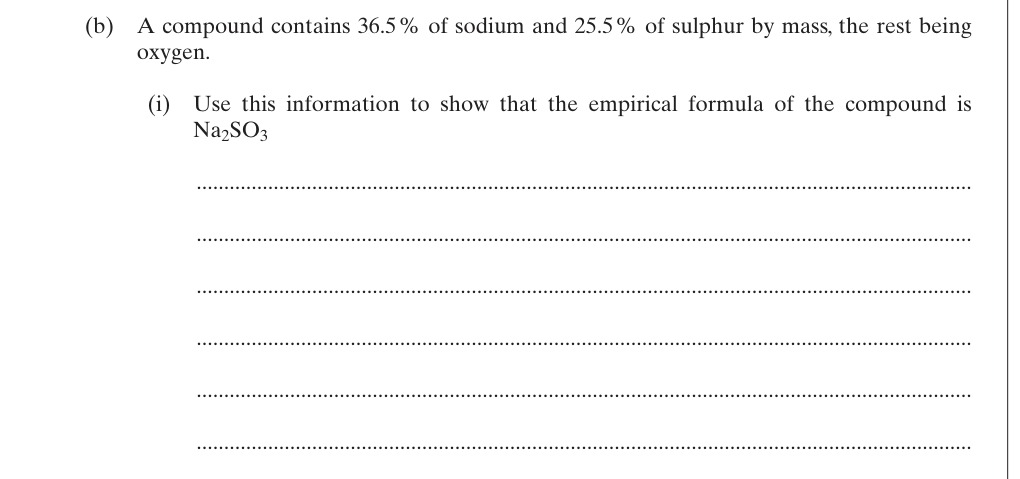 (b) A compound contains 36.5% of sodium and 25.5% of sulphur by mass, the rest being
oxygen.
(i) Use this information to show that the empirical formula of the compound is
Na₂SO₃